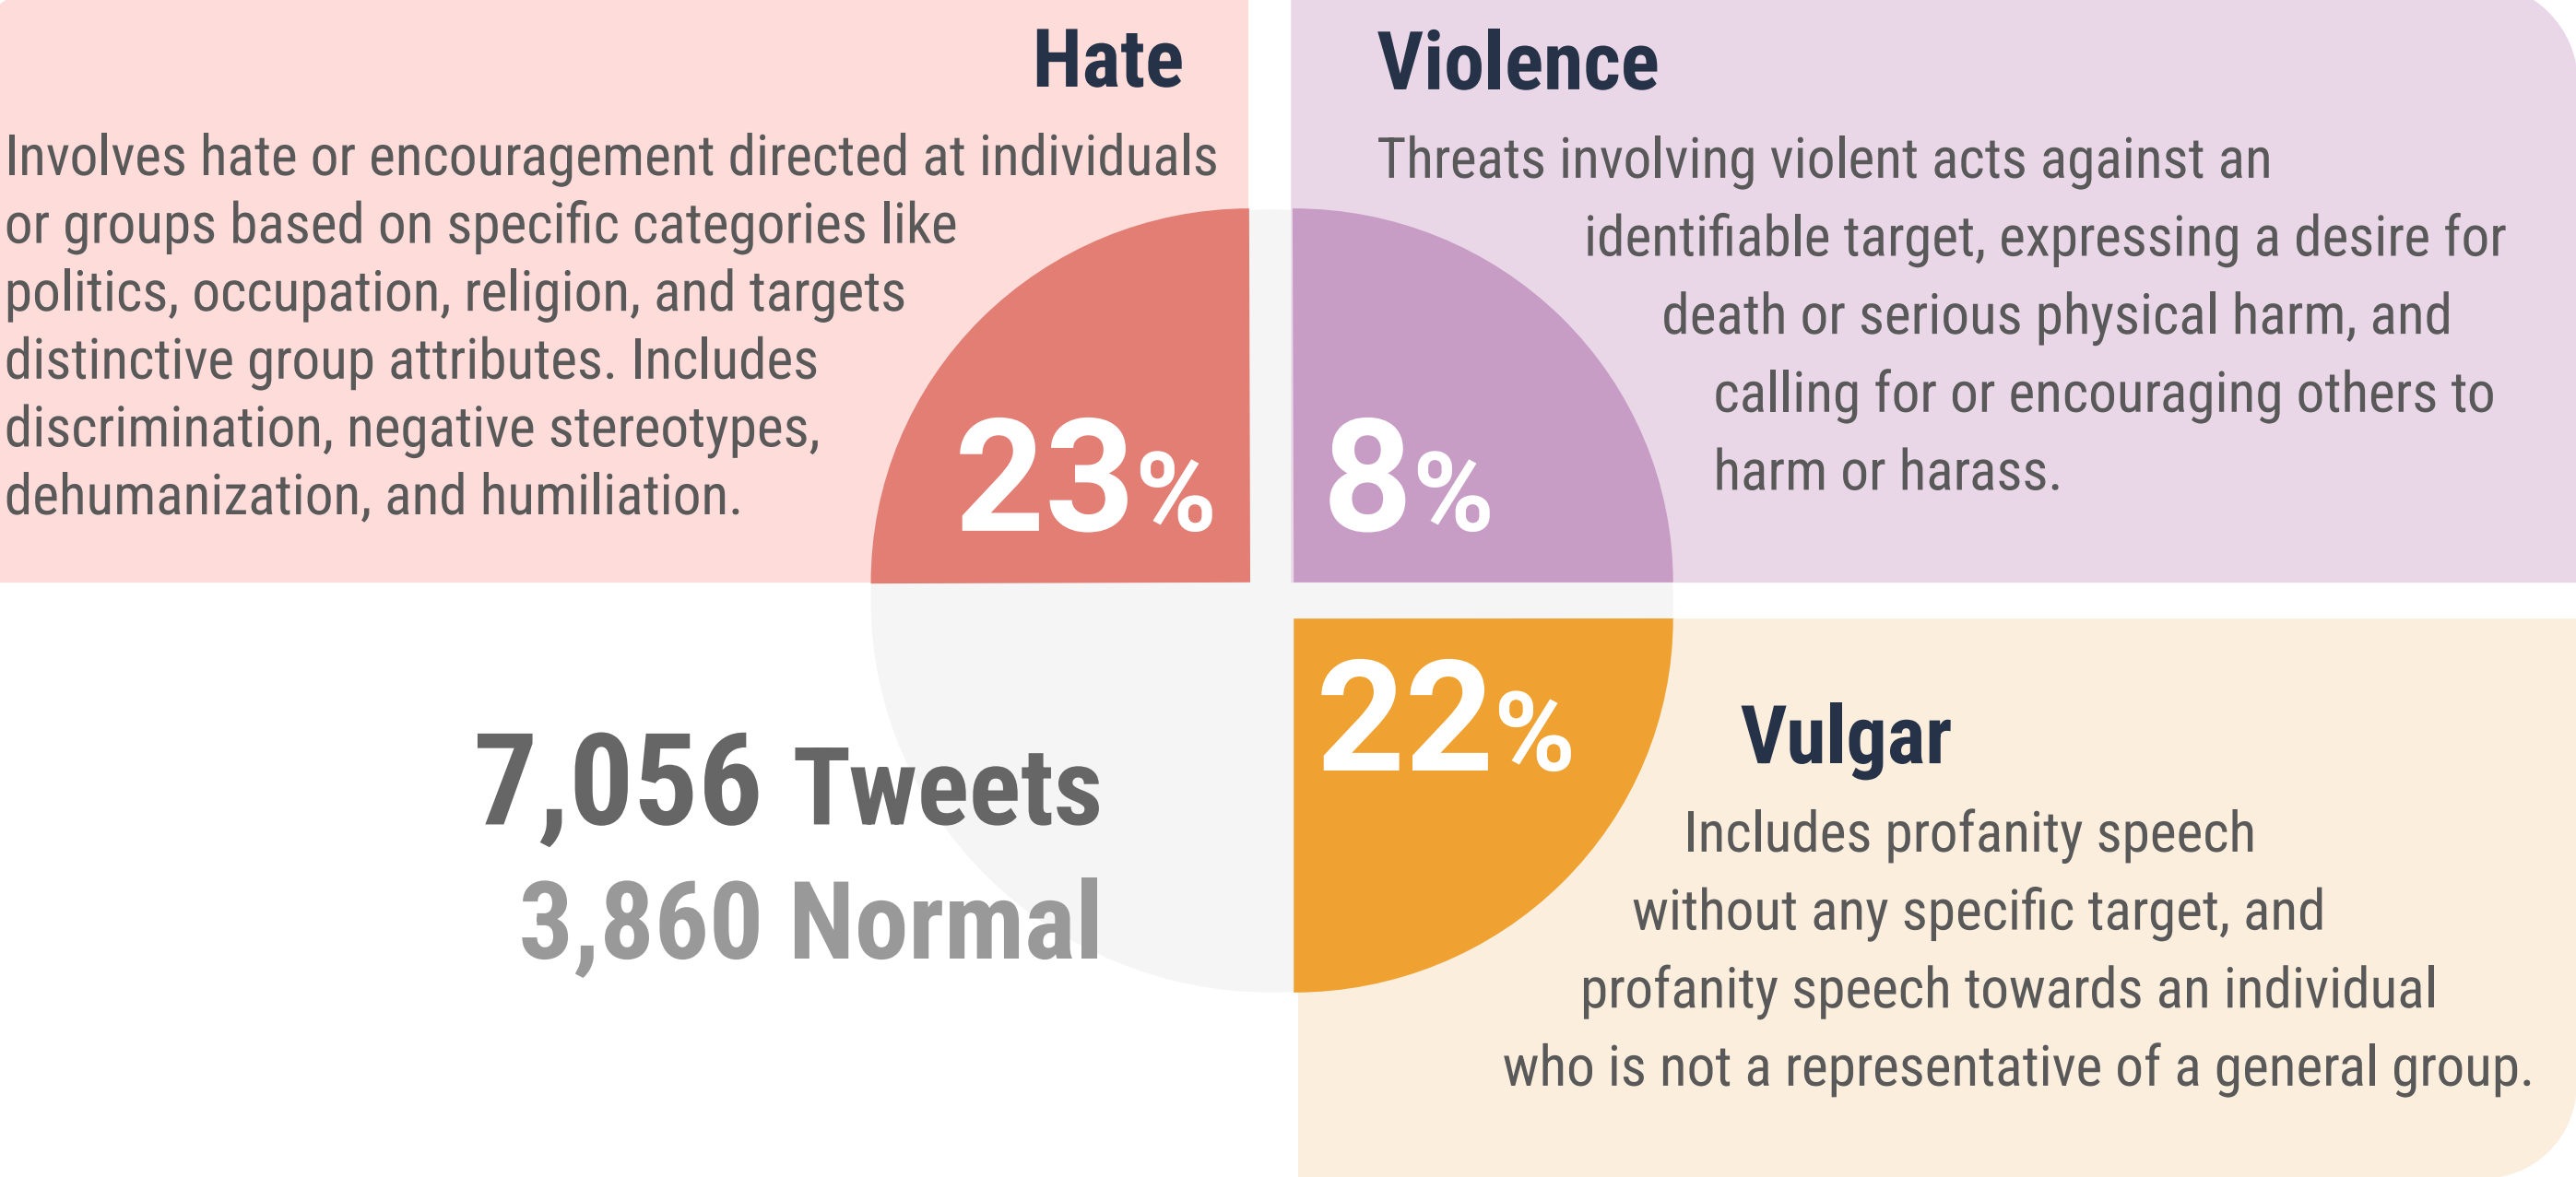 Hate
Involves hate or encouragement directed at individuals
or groups based on specific categories like
politics, occupation, religion, and targets
distinctive group attributes. Includes
discrimination, negative stereotypes,
dehumanization, and humiliation.
23%
Violence
Threats involving violent acts against an
identifiable target, expressing a desire for
death or serious physical harm, and
calling for or encouraging others to
harm or harass.
8%
7,056 Tweets
3,860 Normal
22%
Vulgar
Includes profanity speech
without any specific target, and
profanity speech towards an individual
who is not a representative of a general group.